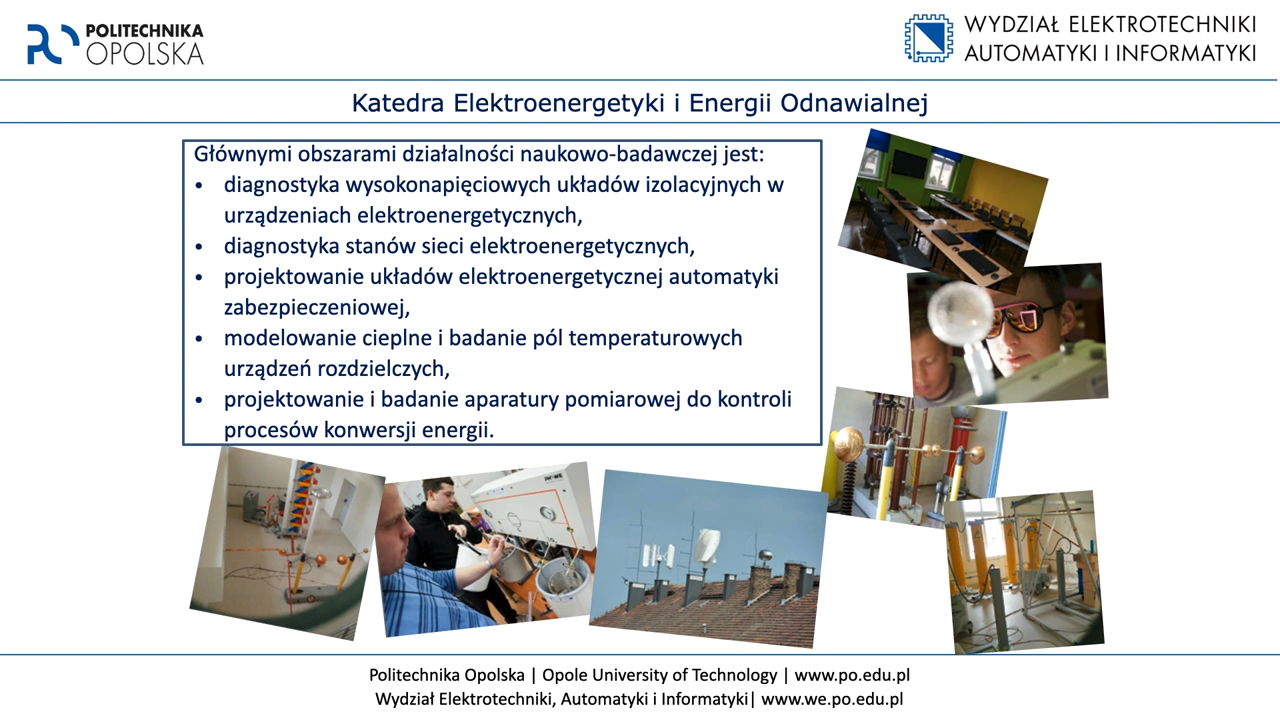 POLITECHNIKA
OPOLSKA
WYDZIAŁ ELEKTROTECHNIKI
AUTOMATYKI I INFORMATYKI
Katedra Elektroenergetyki i Energii Odnawialnej
Głównymi obszarami działalności naukowo-badawczej jest:
• diagnostyka wysokonapięciowych układów izolacyjnych w
urządzeniach elektroenergetycznych,
• diagnostyka stanów sieci elektroenergetycznych,
• projektowanie układów elektroenergetycznej automatyki
zabezpieczeniowej,
• modelowanie cieplne i badanie pól temperaturowych
urządzeń rozdzielczych,
• projektowanie i badanie aparatury pomiarowej do kontroli
procesów konwersji energii.
Politechnika Opolska | Opole University of Technology | www.po.edu.pl
Wydział Elektrotechniki, Automatyki i Informatyki| www.we.po.edu.pl